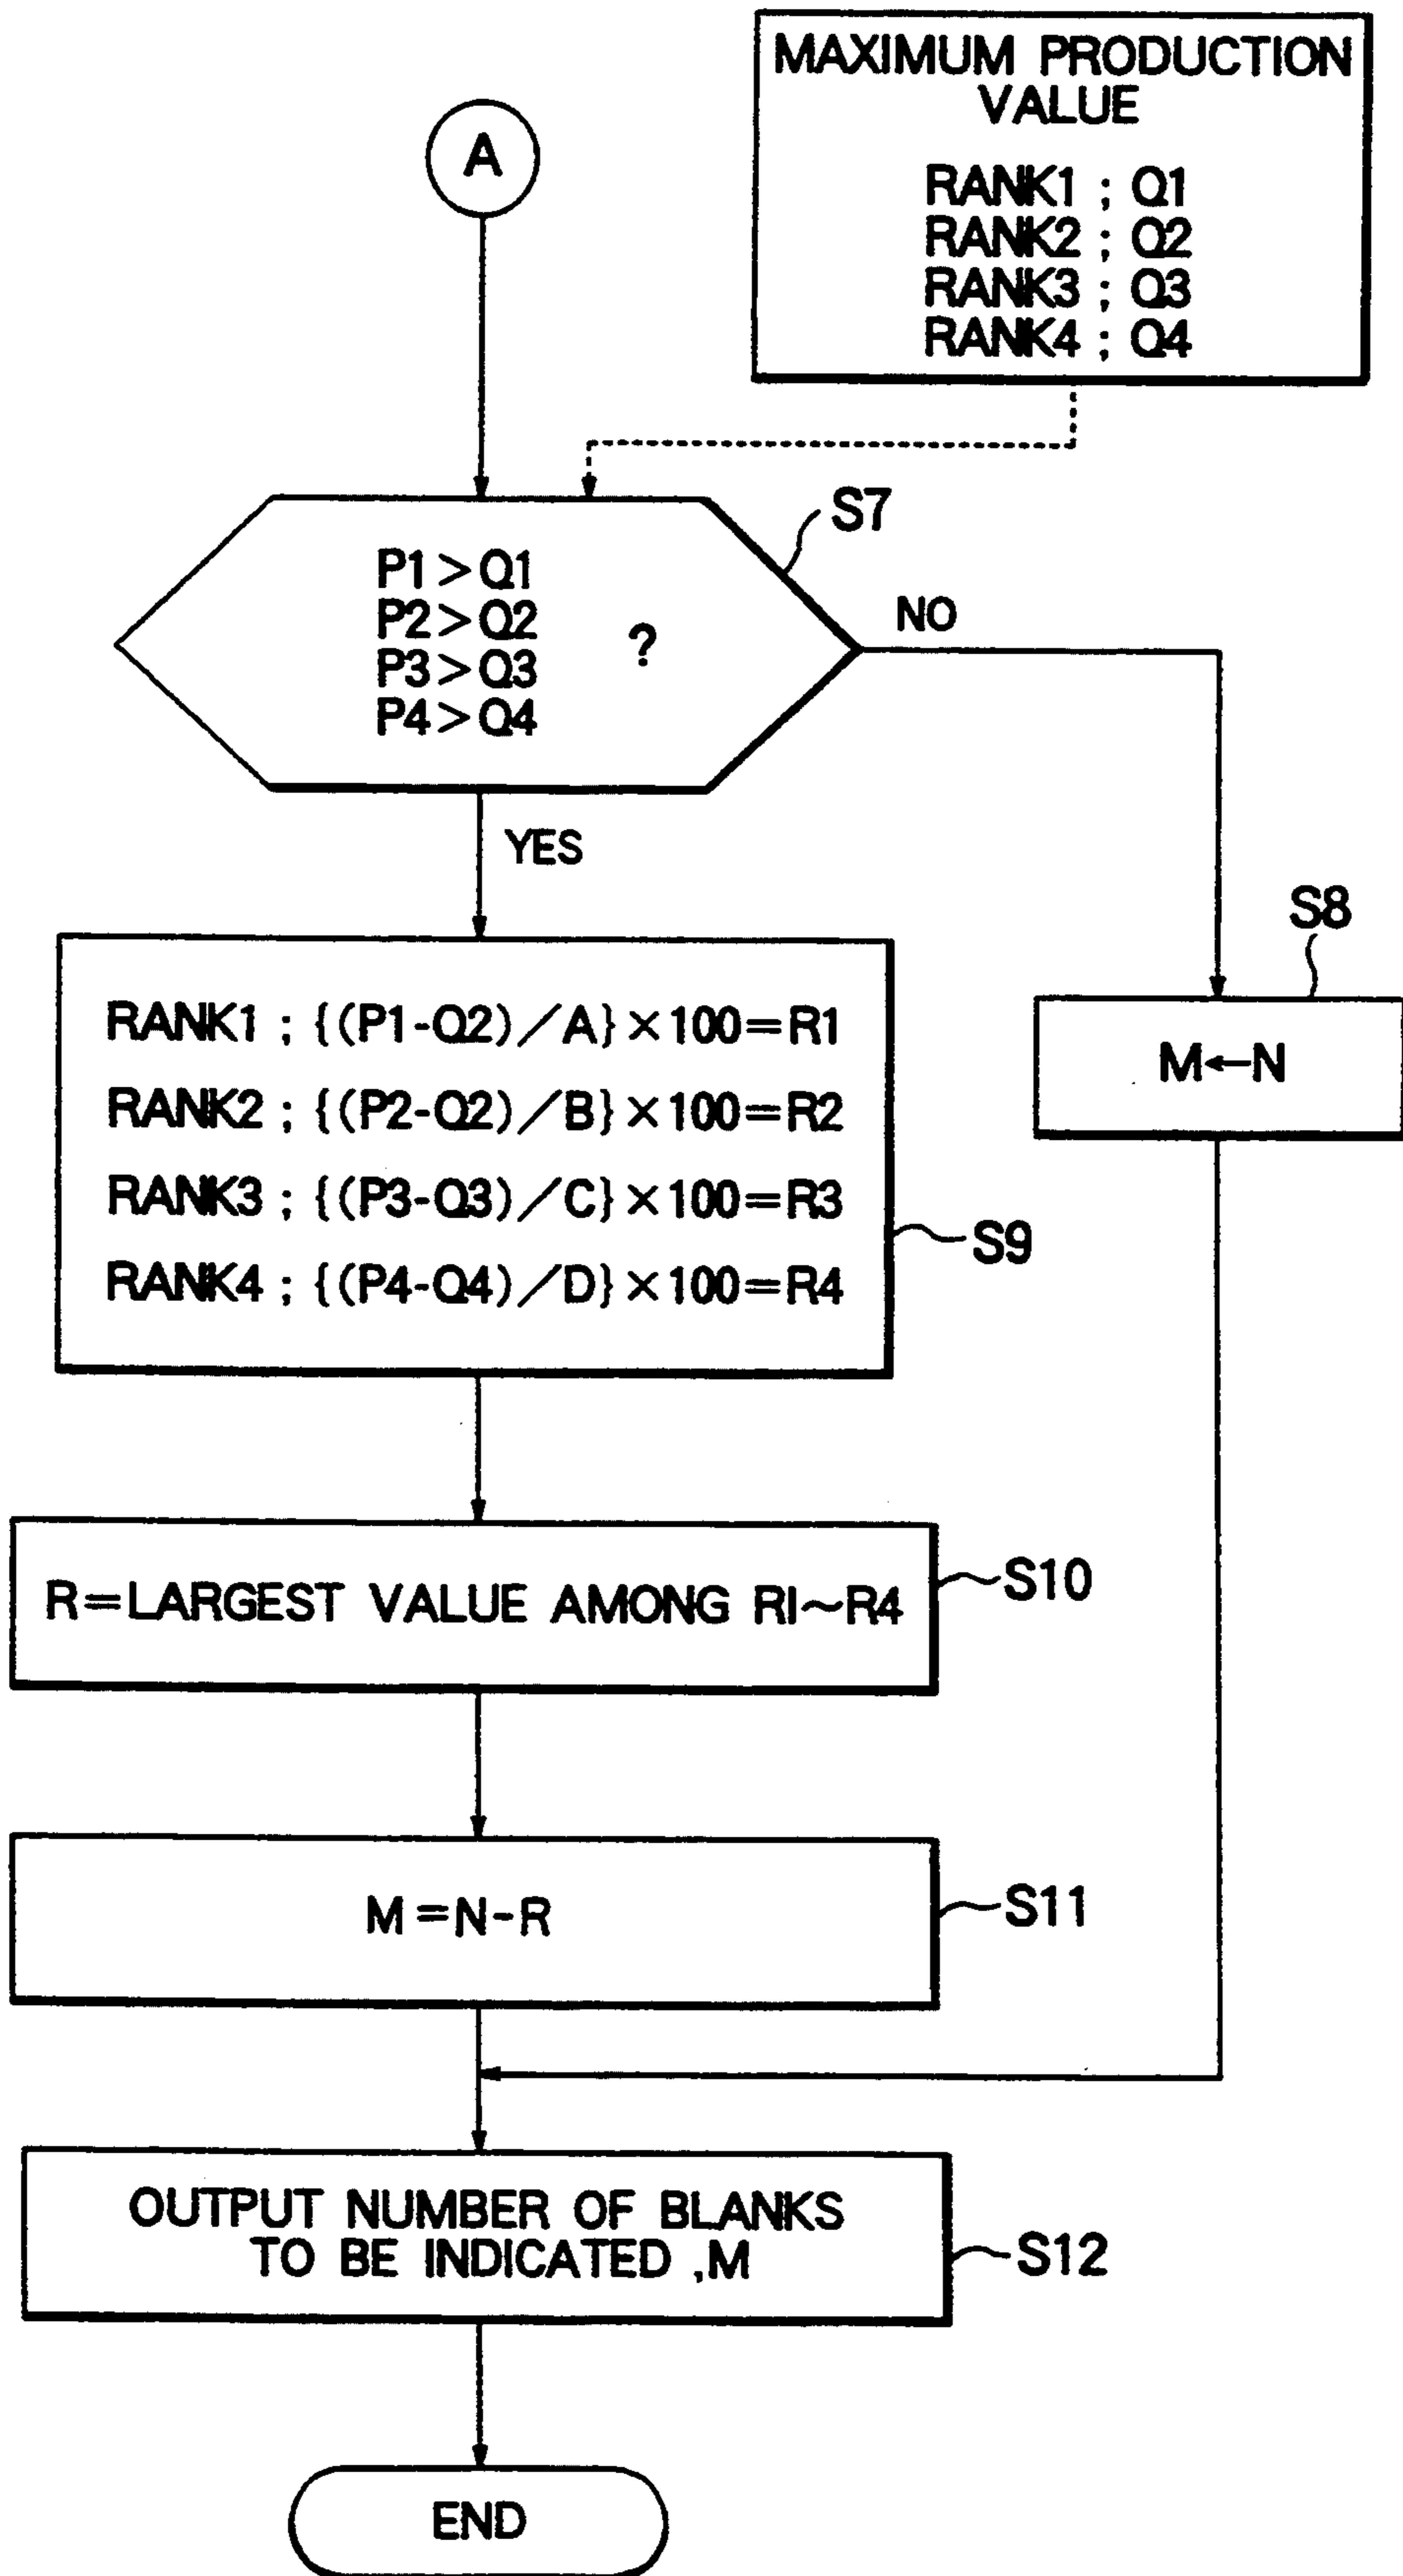 MAXIMUM PRODUCTION
VALUE
RANK1 ; Q1
RANK2 ; Q2
RANK3 ; Q3
RANK4 ; Q4
A
S7
P1>Q1
P2>Q2
P3>Q3
P4>Q4
?
NO
YES
S8
M←N
RANK1 ; {(P1-Q2)/A}×100=R1
RANK2 ; {(P2-Q2)/B}×100=R2
RANK3 ; {(P3-Q3)/C}×100=R3
RANK4 ; {(P4-Q4)/D}×100=R4
S9
R=LARGEST VALUE AMONG RI~R4
S10
M=N-R
S11
OUTPUT NUMBER OF BLANKS
TO BE INDICATED ,M
S12
END